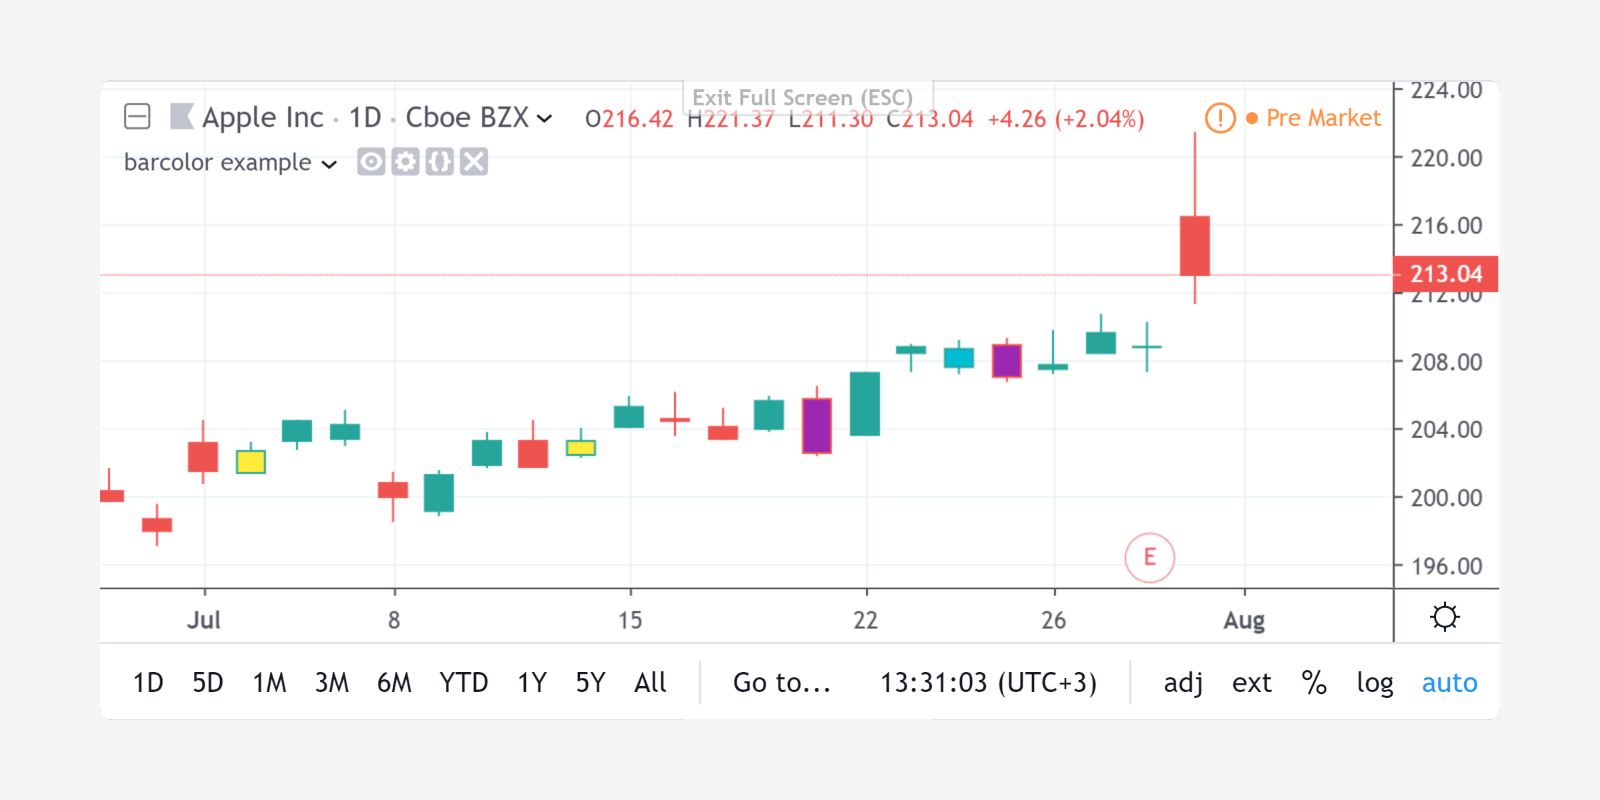 Exit Full Screen (ESC)
Apple Inc · 1D · Cboe BZX O216.42 H221.37 L211.30 C213.04 +4.26 (+2.04%) Pre Market
barcolor example
224.00
220.00
216.00
213.04
212.00
208.00
204.00
200.00
196.00
E
Jul 8 15 22 26 Aug
1D 5D 1M 3M 6M YTD 1Y 5Y All Go to... 13:31:03 (UTC+3) adj ext % log auto